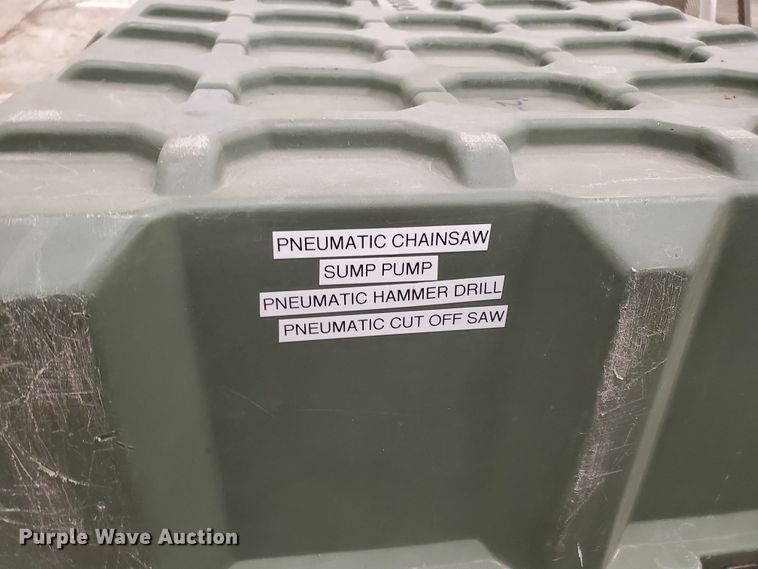 PNEUMATIC CHAINSAW
SUMP PUMP
PNEUMATIC HAMMER DRILL
PNEUMATIC CUT OFF SAW
Purple Wave Auction